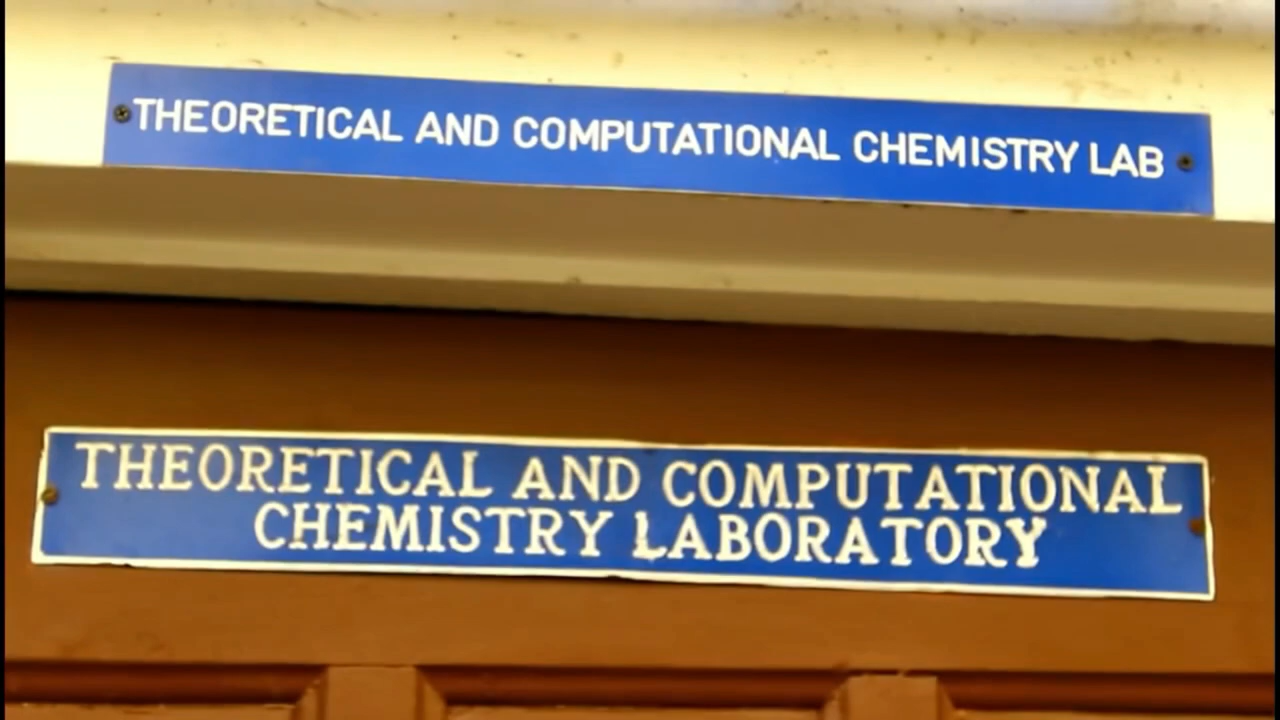 THEORETICAL AND COMPUTATIONAL CHEMISTRY LAB
THEORETICAL AND COMPUTATIONAL
CHEMISTRY LABORATORY